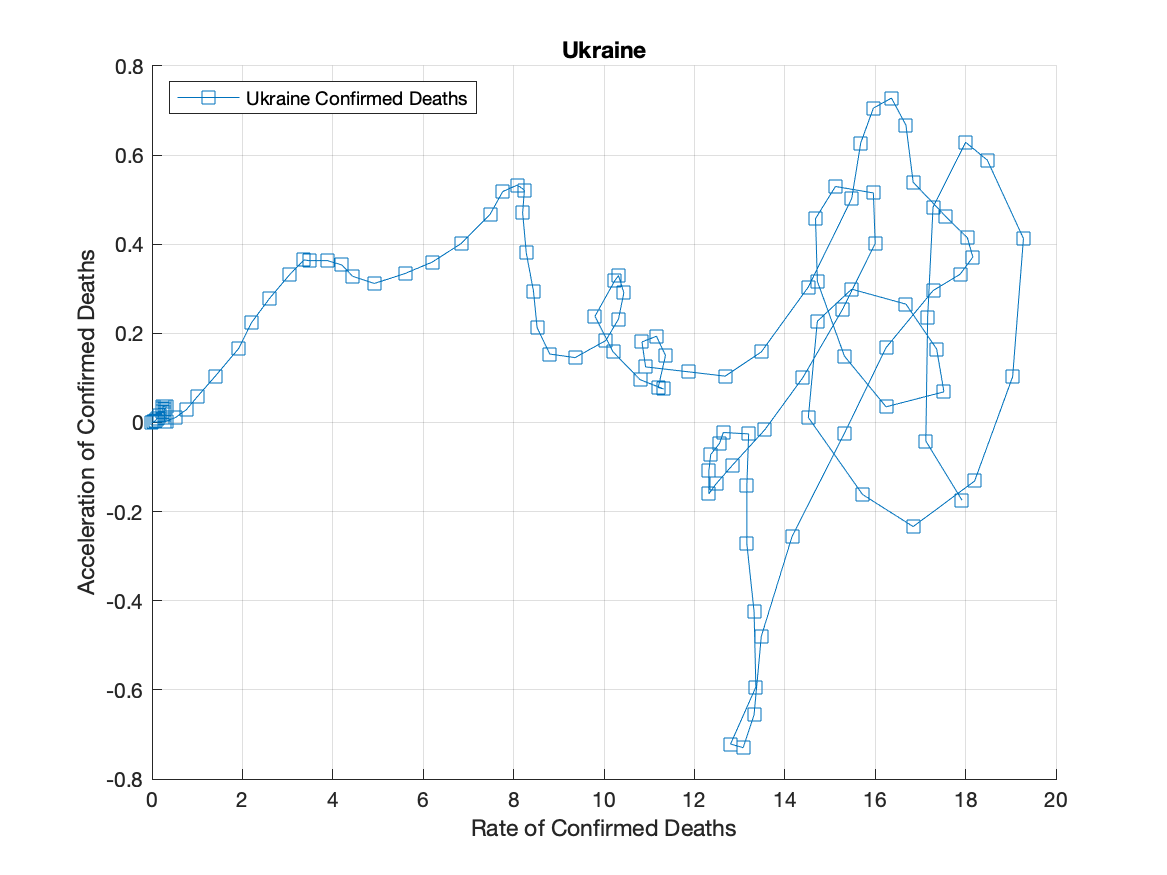 Ukraine
Ukraine Confirmed Deaths
0.8
0.6
0.4
0.2
0
-0.2
-0.4
-0.6
-0.8
Acceleration of Confirmed Deaths
0 2 4 6 8 10 12 14 16 18 20
Rate of Confirmed Deaths